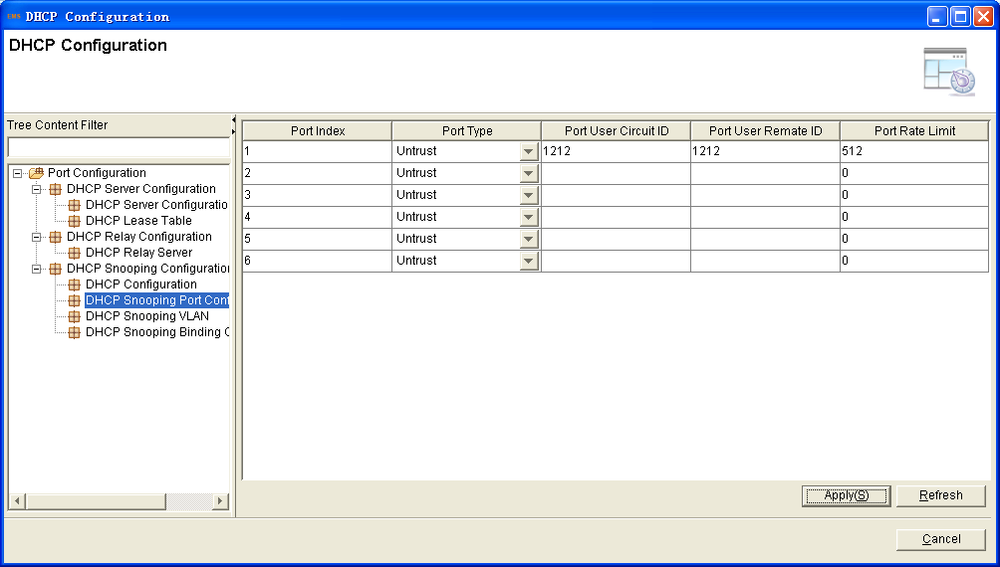 EMS DHCP Configuration
DHCP Configuration
Tree Content Filter
Port Configuration
DHCP Server Configuration
DHCP Server Configuratio
DHCP Lease Table
DHCP Relay Configuration
DHCP Relay Server
DHCP Snooping Configuration
DHCP Configuration
DHCP Snooping Port Conf
DHCP Snooping VLAN
DHCP Snooping Binding C
Port Index Port Type Port User Circuit ID Port User Remate ID Port Rate Limit
1 Untrust 1212 1212 512
2 Untrust 0
3 Untrust 0
4 Untrust 0
5 Untrust 0
6 Untrust 0
Apply(S) Refresh
Cancel